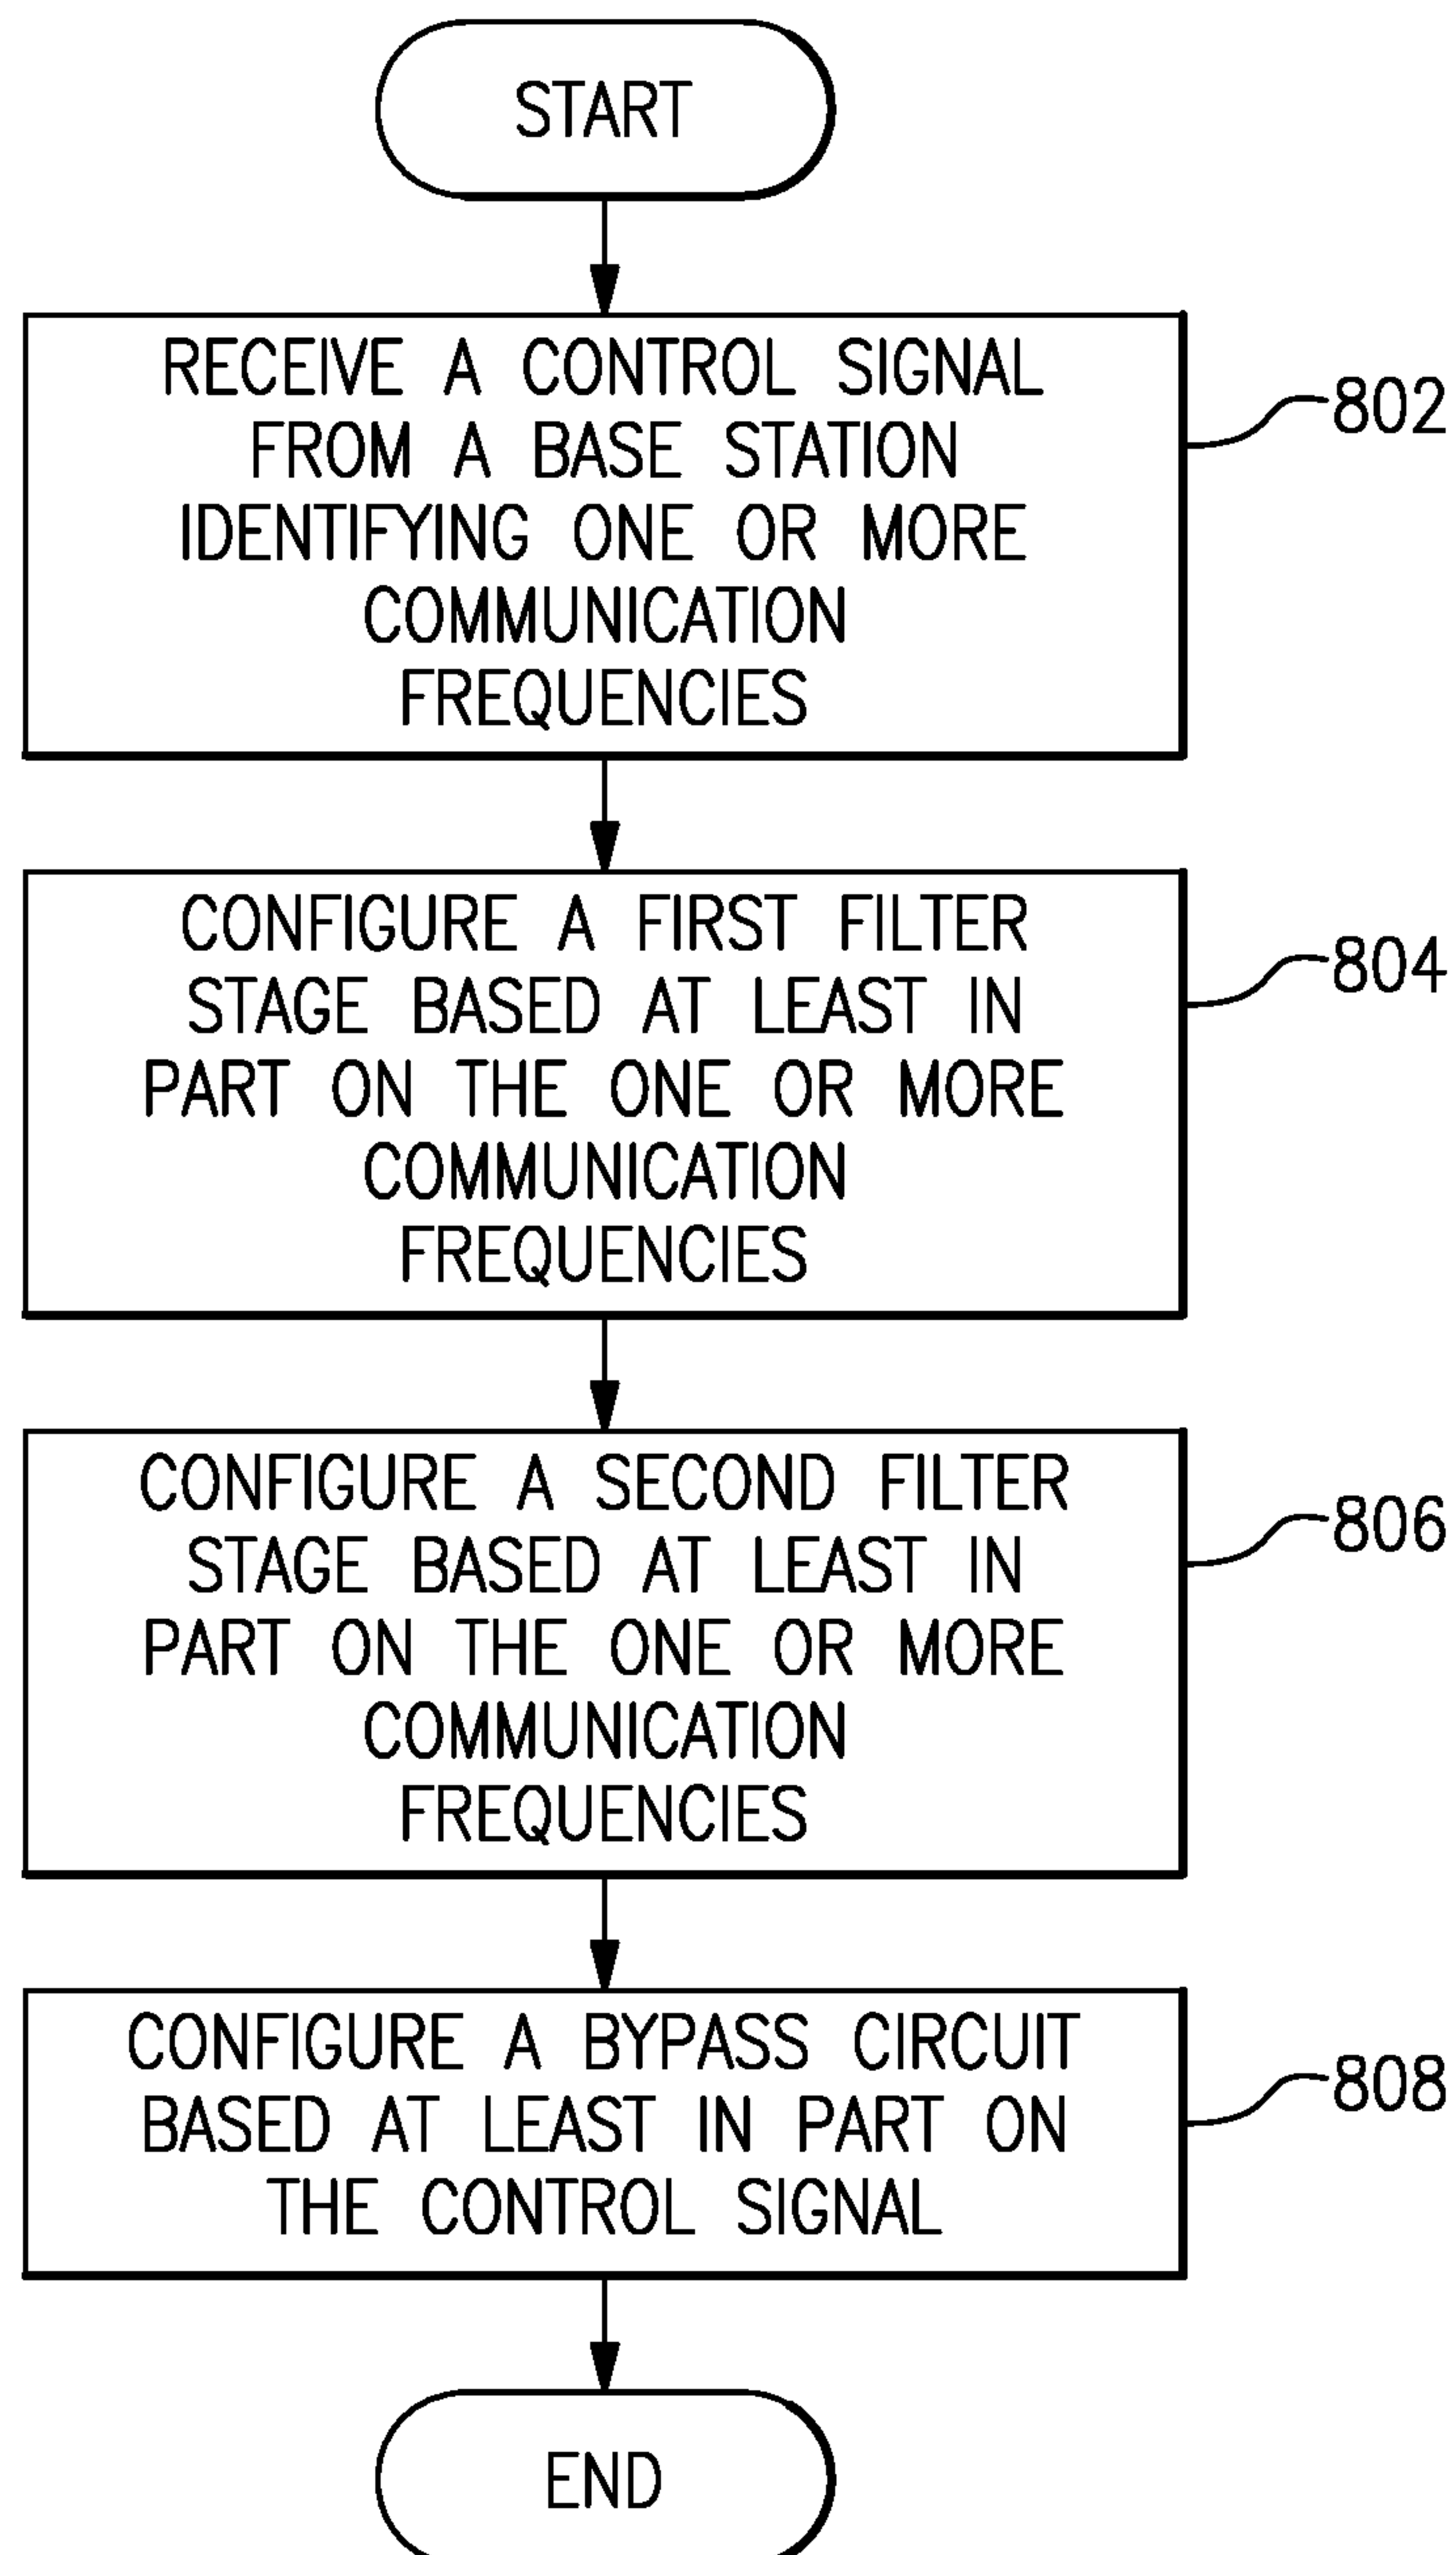 START
RECEIVE A CONTROL SIGNAL
FROM A BASE STATION
IDENTIFYING ONE OR MORE
COMMUNICATION
FREQUENCIES
802
CONFIGURE A FIRST FILTER
STAGE BASED AT LEAST IN
PART ON THE ONE OR MORE
COMMUNICATION
FREQUENCIES
804
CONFIGURE A SECOND FILTER
STAGE BASED AT LEAST IN
PART ON THE ONE OR MORE
COMMUNICATION
FREQUENCIES
806
CONFIGURE A BYPASS CIRCUIT
BASED AT LEAST IN PART ON
THE CONTROL SIGNAL
808
END